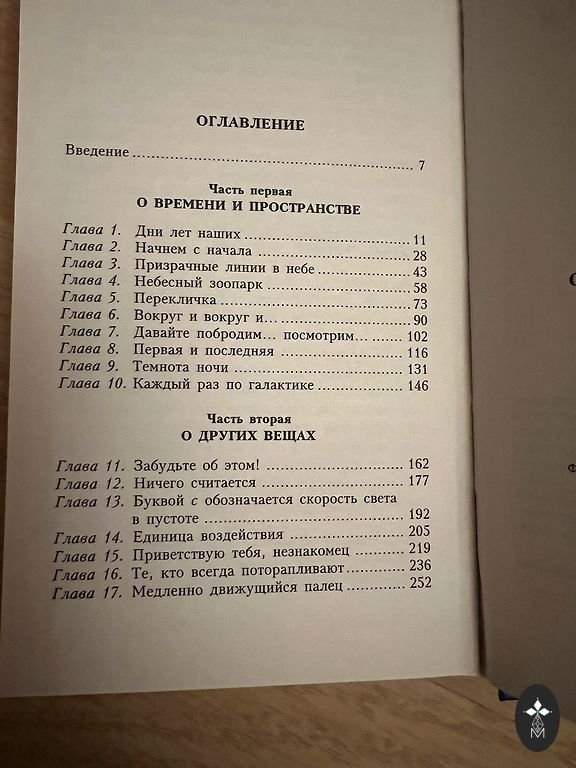 ОГЛАВЛЕНИЕ
Введение 7
Часть первая
О ВРЕМЕНИ И ПРОСТРАНСТВЕ
Глава 1. Дни лет наших 11
Глава 2. Начнем с начала 28
Глава 3. Призрачные линии в небе 43
Глава 4. Небесный зоопарк 58
Глава 5. Перекличка 73
Глава 6. Вокруг и вокруг и... 90
Глава 7. Давайте побродим... посмотрим... 102
Глава 8. Первая и последняя 116
Глава 9. Темнота ночи 131
Глава 10. Каждый раз по галактике 146
Часть вторая
О ДРУГИХ ВЕЩАХ
Глава 11. Забудьте об этом! 162
Глава 12. Ничего считается 177
Глава 13. Буквой с обозначается скорость света
в пустоте 192
Глава 14. Единица воздействия 205
Глава 15. Приветствую тебя, незнакомец 219
Глава 16. Те, кто всегда поторапливают 236
Глава 17. Медленно движущийся палец 252
М